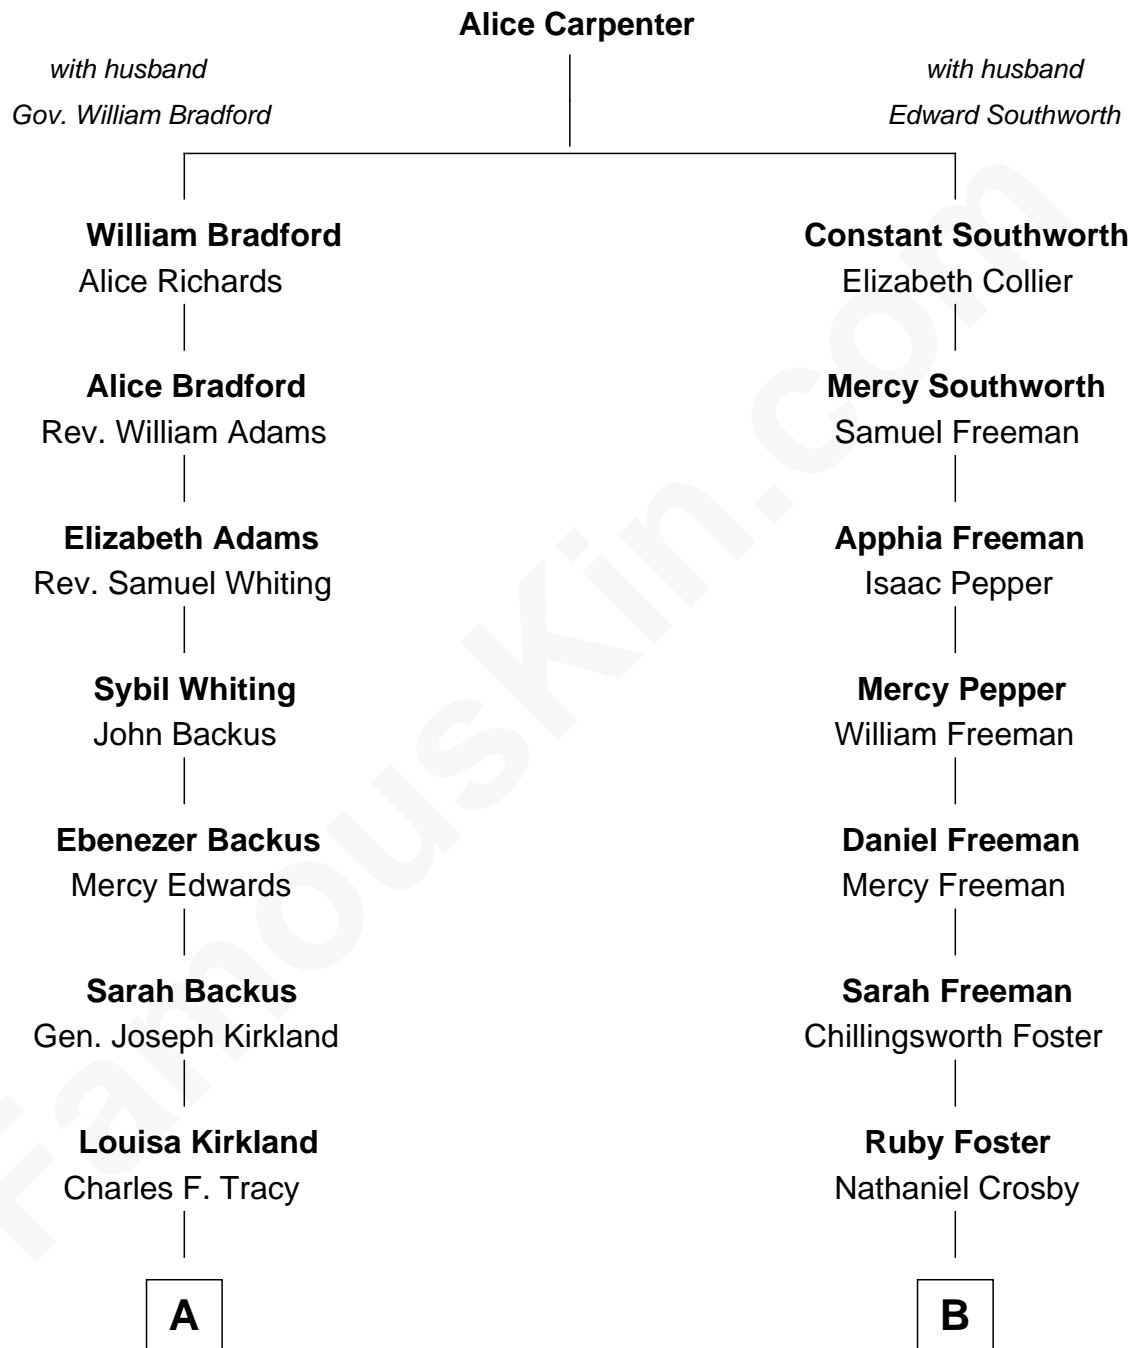 Alice Carpenter
with husband
Gov. William Bradford
with husband
Edward Southworth
William Bradford
Alice Richards
Constant Southworth
Elizabeth Collier
Alice Bradford
Rev. William Adams
Mercy Southworth
Samuel Freeman
Elizabeth Adams
Rev. Samuel Whiting
Apphia Freeman
Isaac Pepper
Sybil Whiting
John Backus
Mercy Pepper
William Freeman
Ebenezer Backus
Mercy Edwards
Daniel Freeman
Mercy Freeman
Sarah Backus
Gen. Joseph Kirkland
Sarah Freeman
Chillingsworth Foster
Louisa Kirkland
Charles F. Tracy
Ruby Foster
Nathaniel Crosby
A
B
FamousKin.com